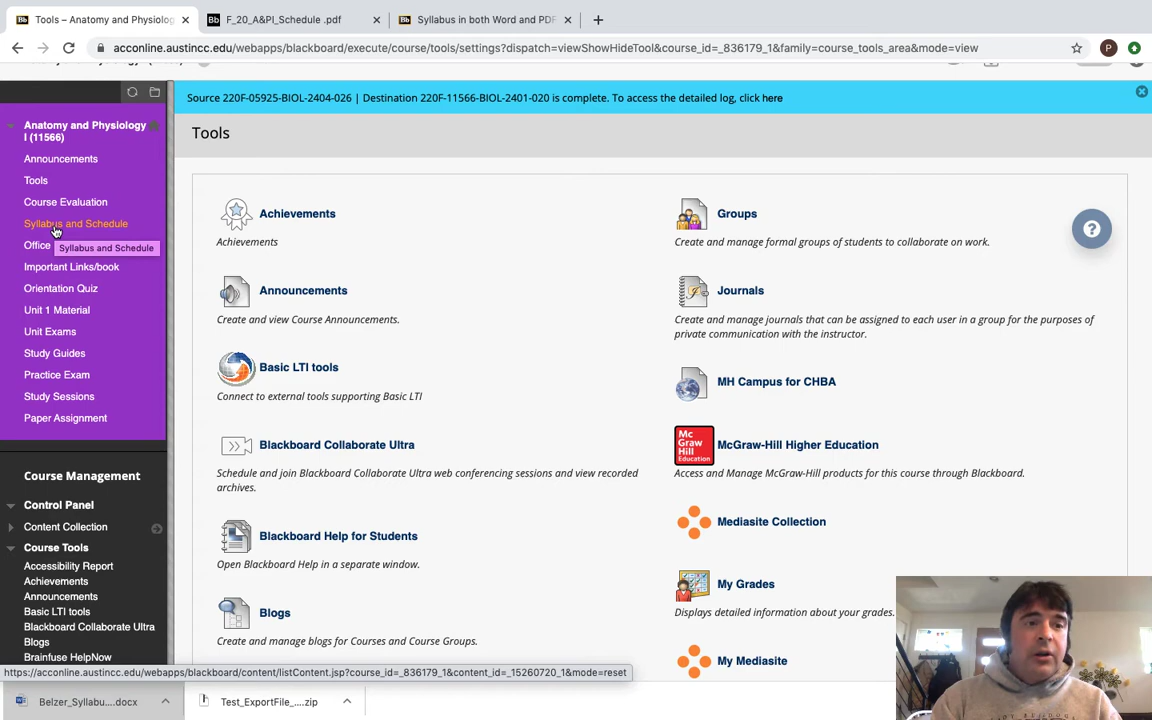 Tools – Anatomy and Physiolog
F_20_A&PI_Schedule .pdf
Syllabus in both Word and PDF
acconline.austincc.edu/webapps/blackboard/execute/course/tools/settings?dispatch=viewShowHideTool&course_id=_836179_1&family=course_tools_area&mode=view
P
Source 220F-05925-BIOL-2404-026 | Destination 220F-11566-BIOL-2401-020 is complete. To access the detailed log, click here
Anatomy and Physiology
I (11566)
Announcements
Tools
Course Evaluation
Syllabus and Schedule
Office
Syllabus and Schedule
Important Links/book
Orientation Quiz
Unit 1 Material
Unit Exams
Study Guides
Practice Exam
Study Sessions
Paper Assignment
Course Management
Control Panel
Content Collection
Course Tools
Accessibility Report
Achievements
Announcements
Basic LTI tools
Blackboard Collaborate Ultra
Blogs
Brainfuse HelpNow
Tools
Achievements
Achievements
Announcements
Create and view Course Announcements.
Basic LTI tools
Connect to external tools supporting Basic LTI
Blackboard Collaborate Ultra
Schedule and join Blackboard Collaborate Ultra web conferencing sessions and view recorded
archives.
Blackboard Help for Students
Open Blackboard Help in a separate window.
Blogs
Create and manage blogs for Courses and Course Groups.
Groups
Create and manage formal groups of students to collaborate on work.
Journals
Create and manage journals that can be assigned to each user in a group for the purposes of
private communication with the instructor.
MH Campus for CHBA
Mc
Graw
Hill
Education
McGraw-Hill Higher Education
Access and Manage McGraw-Hill products for this course through Blackboard.
Mediasite Collection
My Grades
Displays detailed information about your grades.
My Mediasite
https://acconline.austincc.edu/webapps/blackboard/content/listContent.jsp?course_id=_836179_1&content_id=_15260720_1&mode=reset
Belzer_Syllabu....docx
Test_ExportFile_....zip